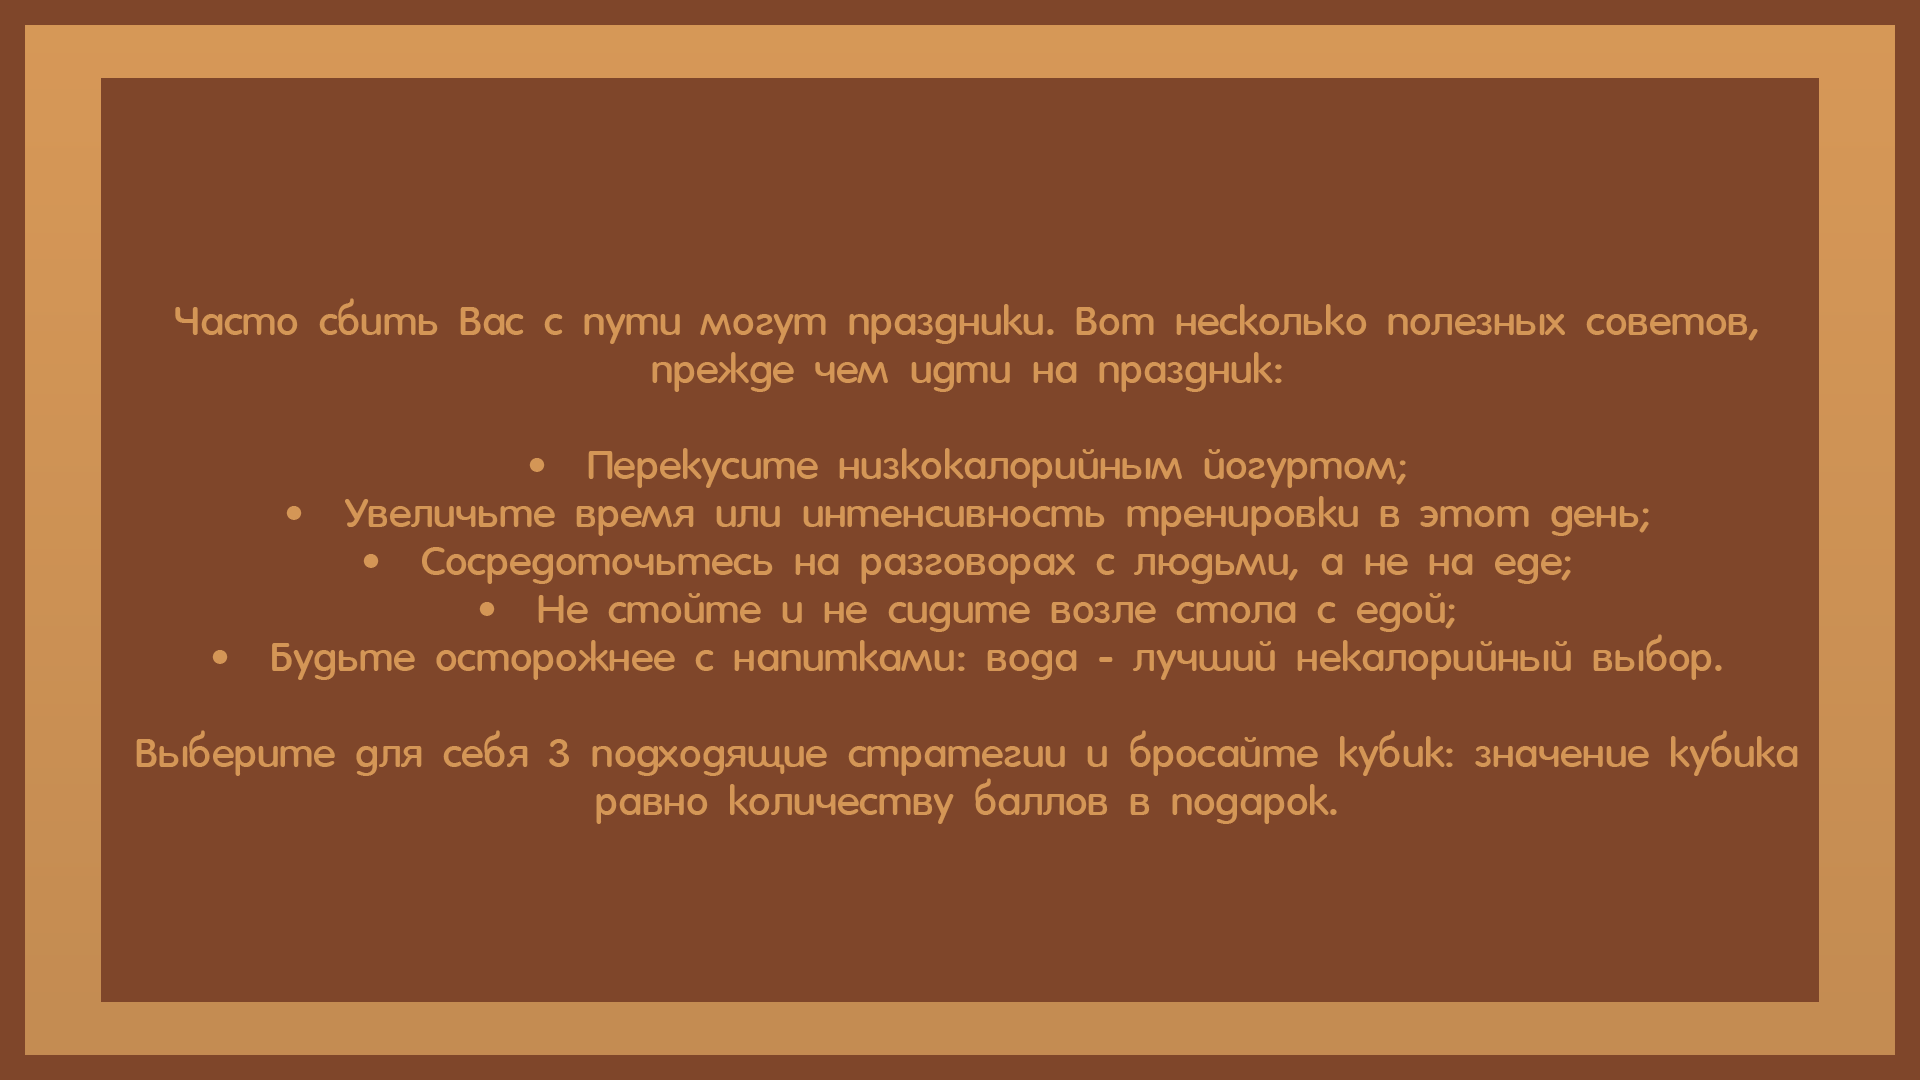 Часто сбить Вас с пути могут праздники. Вот несколько полезных советов,
прежде чем идти на праздник:
• Перекусите низкокалорийным йогуртом;
• Увеличьте время или интенсивность тренировки в этот день;
• Сосредоточьтесь на разговорах с людьми, а не на еде;
• Не стойте и не сидите возле стола с едой;
• Будьте осторожнее с напитками: вода - лучший некалорийный выбор.
Выберите для себя 3 подходящие стратегии и бросайте кубик: значение кубика
равно количеству баллов в подарок.